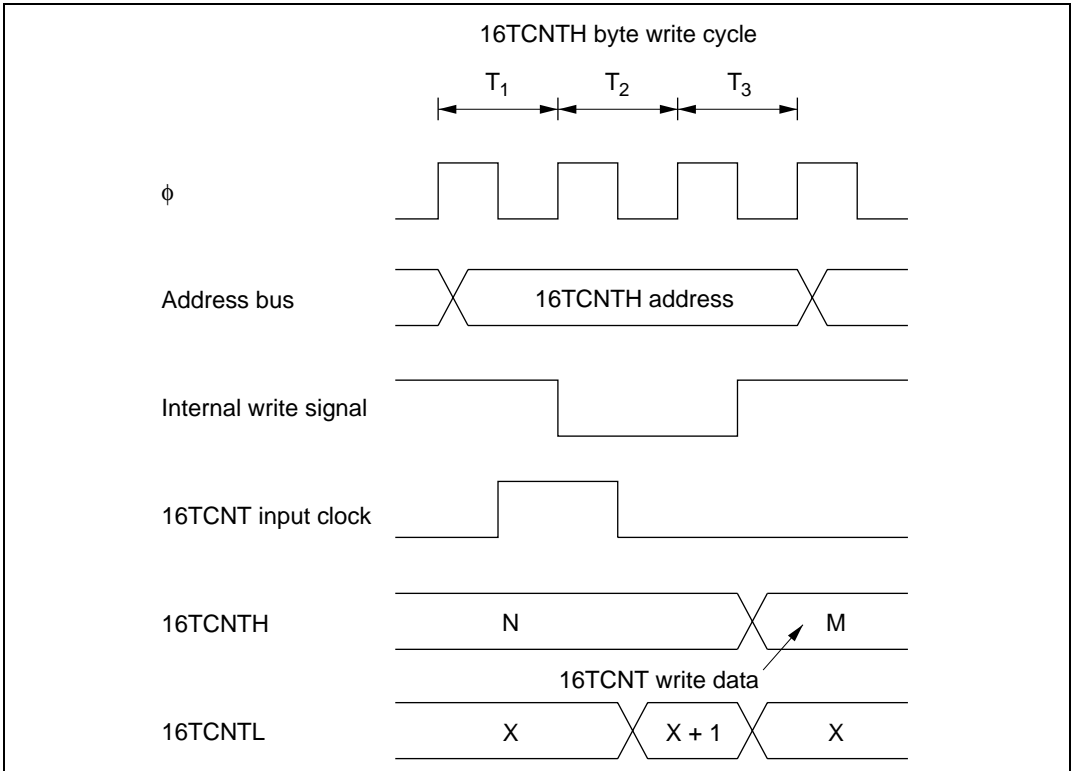 16TCNTH byte write cycle
T1 T2 T3
φ
Address bus 16TCNTH address
Internal write signal
16TCNT input clock
16TCNTH N M
16TCNT write data
16TCNTL X X + 1 X